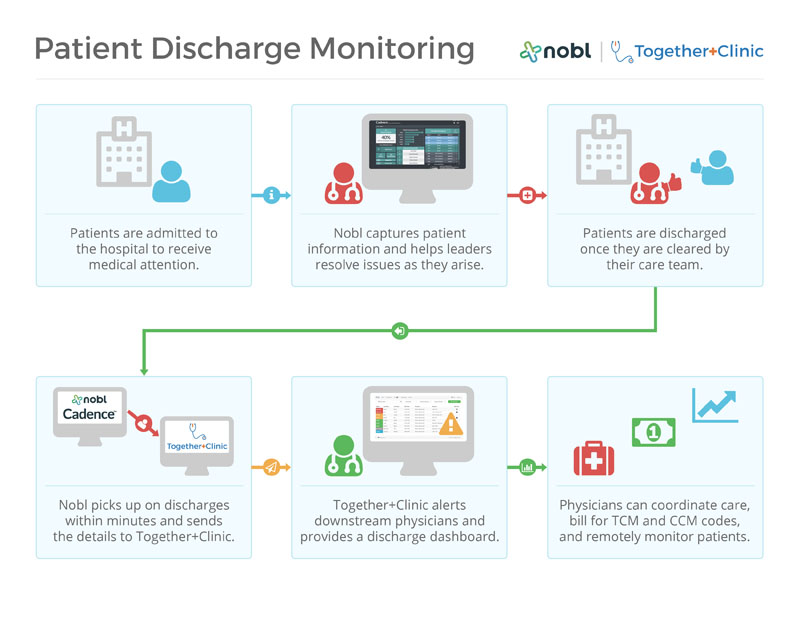 Patient Discharge Monitoring
nobl | Together+Clinic
H
Cadence
40%
H
Patients are admitted to
the hospital to receive
medical attention.
Nobl captures patient
information and helps leaders
resolve issues as they arise.
Patients are discharged
once they are cleared by
their care team.
nobl
Cadence™
Together+Clinic
1
Nobl picks up on discharges
within minutes and sends
the details to Together+Clinic.
Together+Clinic alerts
downstream physicians and
provides a discharge dashboard.
Physicians can coordinate care,
bill for TCM and CCM codes,
and remotely monitor patients.